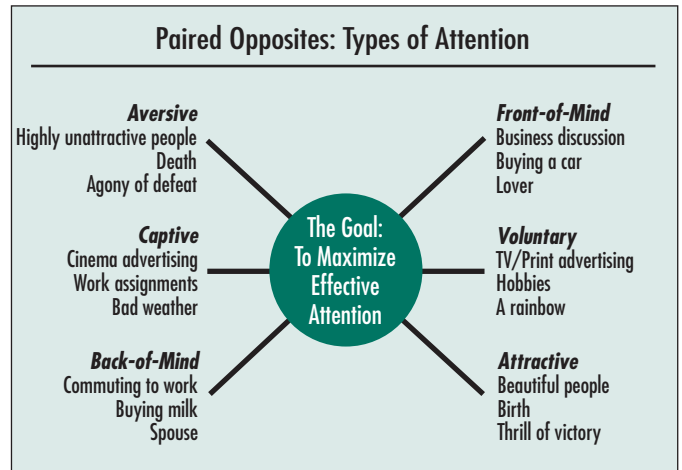 Paired Opposites: Types of Attention
Aversive
Highly unattractive people
Death
Agony of defeat
Captive
Cinema advertising
Work assignments
Bad weather
Back-of-Mind
Commuting to work
Buying milk
Spouse
The Goal:
To Maximize
Effective
Attention
Front-of-Mind
Business discussion
Buying a car
Lover
Voluntary
TV/Print advertising
Hobbies
A rainbow
Attractive
Beautiful people
Birth
Thrill of victory